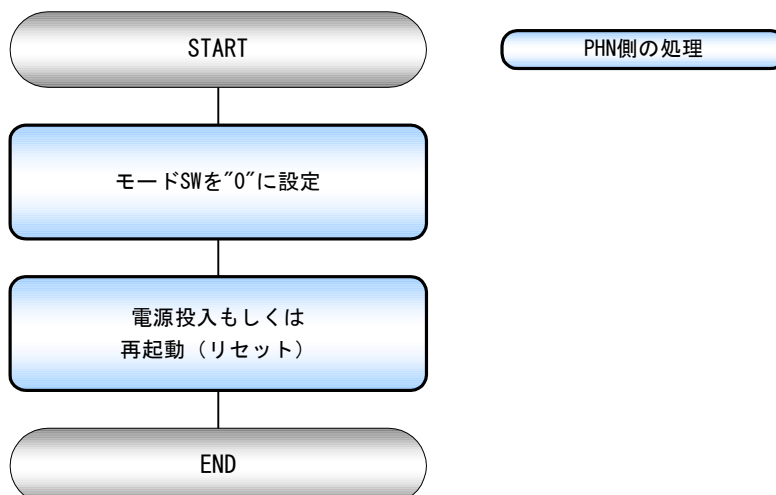 START
PHN側の処理
モードSWを"0"に設定
電源投入もしくは
再起動（リセット）
END